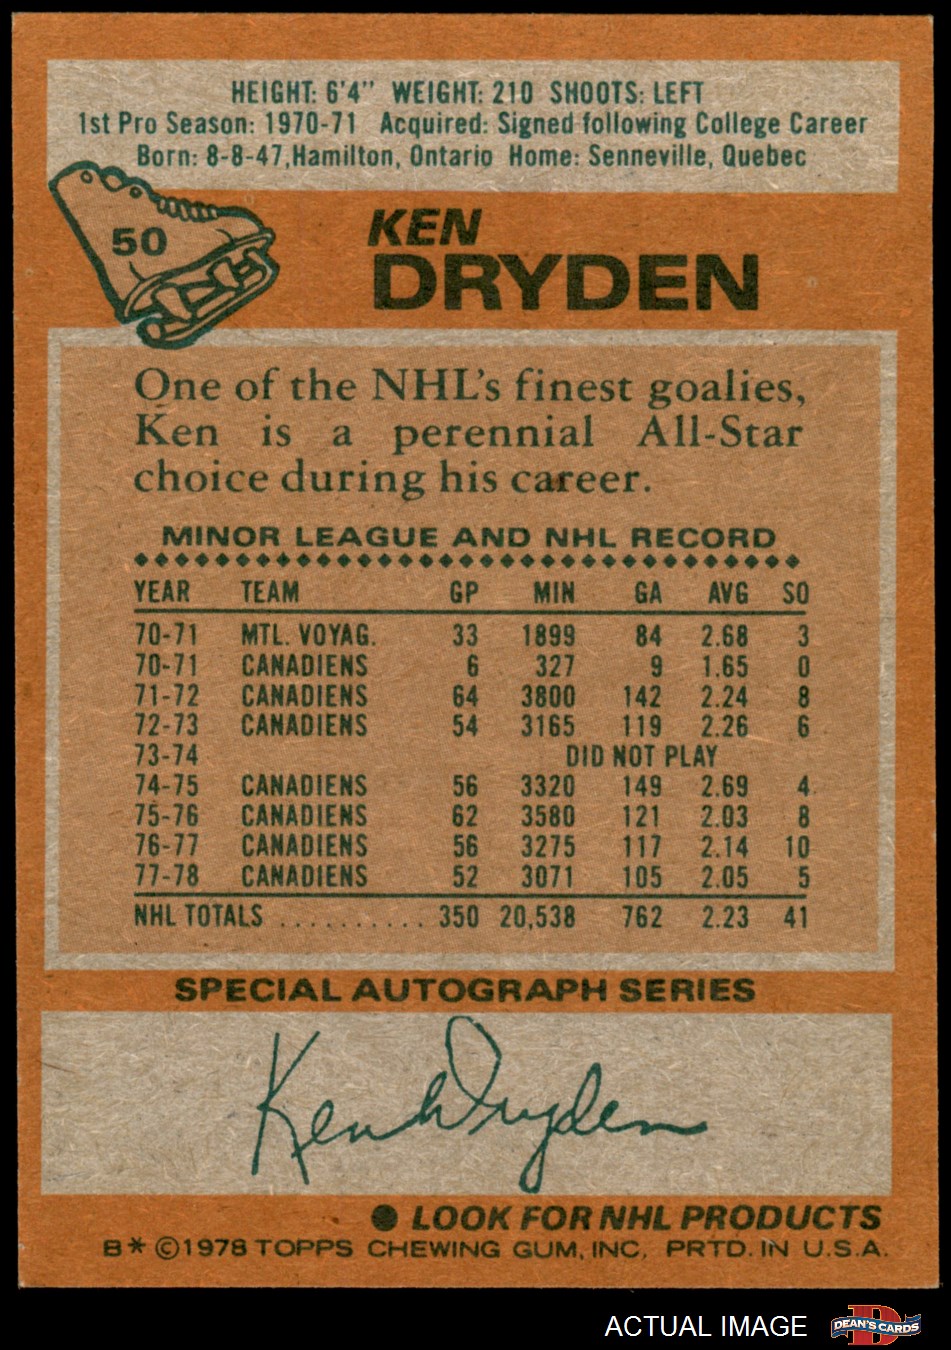 HEIGHT: 6'4" WEIGHT: 210 SHOOTS: LEFT
1st Pro Season: 1970-71 Acquired: Signed following College Career
Born: 8-8-47, Hamilton, Ontario Home: Senneville, Quebec
50
KEN
DRYDEN
One of the NHL's finest goalies,
Ken is a perennial All-Star
choice during his career.
MINOR LEAGUE AND NHL RECORD
YEAR TEAM GP MIN GA AVG SO
70-71 MTL. VOYAG. 33 1899 84 2.68 3
70-71 CANADIENS 6 327 9 1.65 0
71-72 CANADIENS 64 3800 142 2.24 8
72-73 CANADIENS 54 3165 119 2.26 6
73-74 DID NOT PLAY
74-75 CANADIENS 56 3320 149 2.69 4
75-76 CANADIENS 62 3580 121 2.03 8
76-77 CANADIENS 56 3275 117 2.14 10
77-78 CANADIENS 52 3071 105 2.05 5
NHL TOTALS .......... 350 20,538 762 2.23 41
SPECIAL AUTOGRAPH SERIES
Ken Dryden
● LOOK FOR NHL PRODUCTS
B* ©1978 TOPPS CHEWING GUM, INC. PRTD. IN U.S.A.
ACTUAL IMAGE DEAN'S CARDS